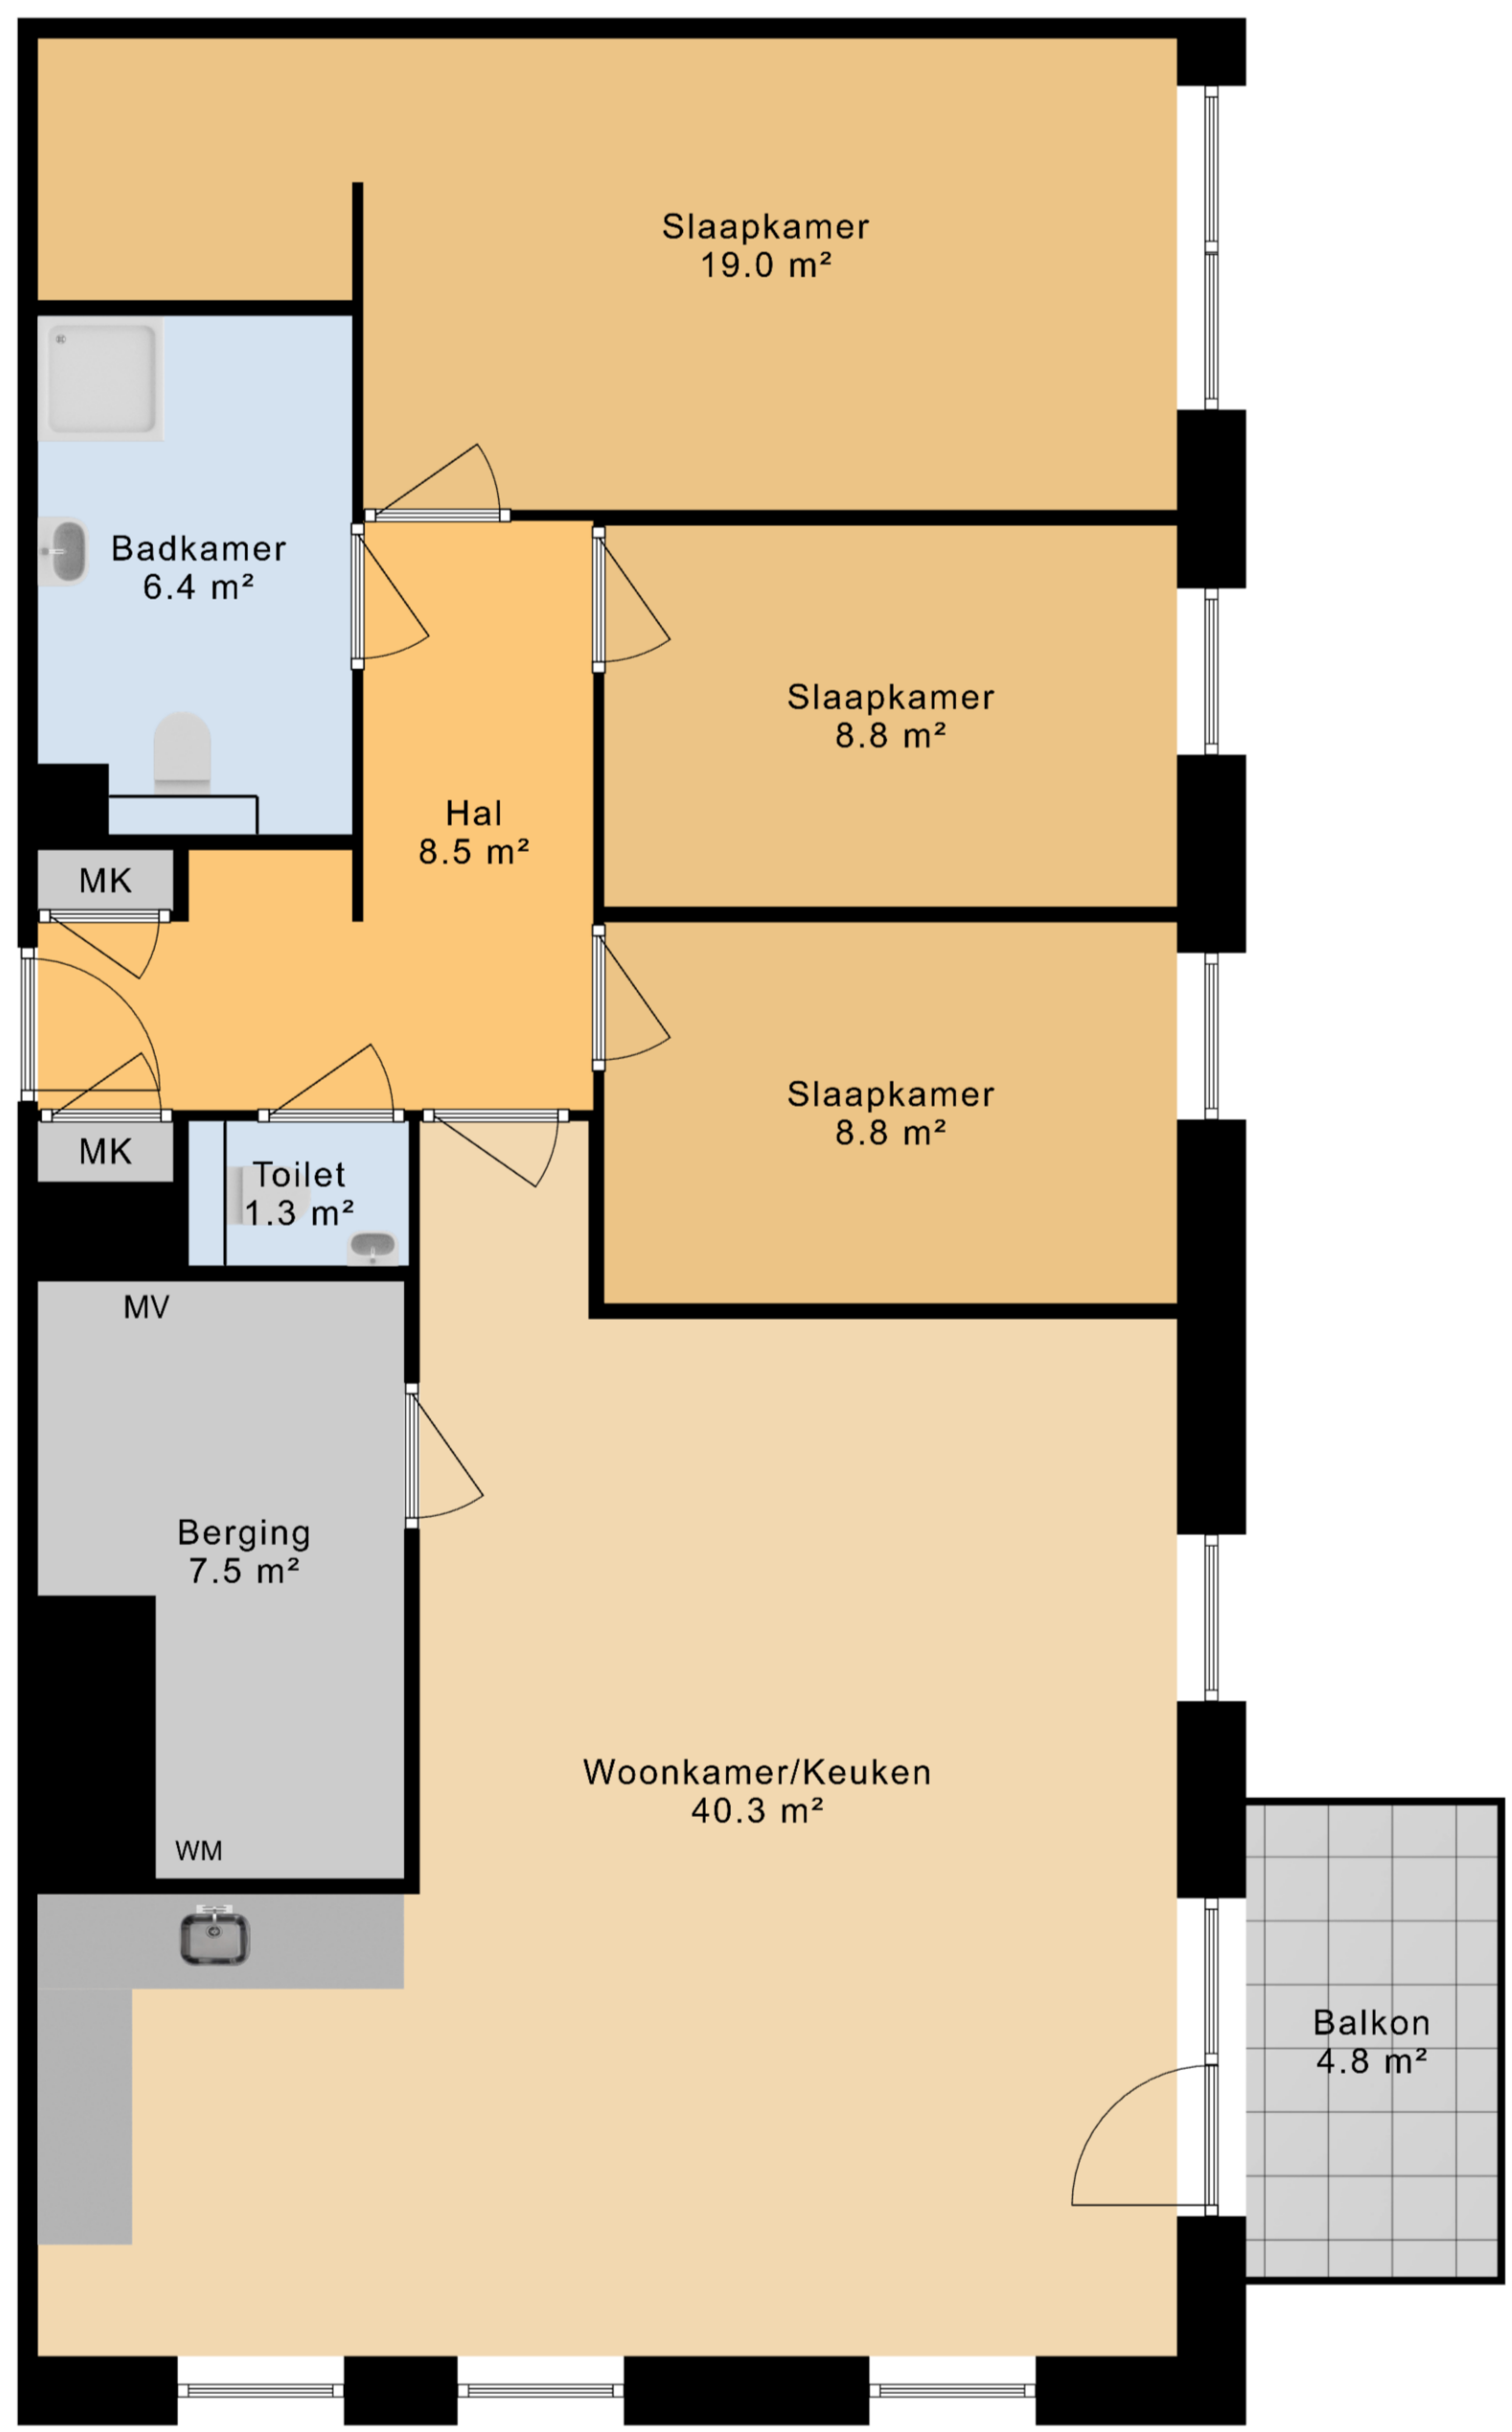 Slaapkamer
19.0 m²
Badkamer
6.4 m²
Slaapkamer
8.8 m²
Hal
8.5 m²
MK
Slaapkamer
8.8 m²
MK
Toilet
1.3 m²
MV
Berging
7.5 m²
Woonkamer/Keuken
40.3 m²
WM
Balkon
4.8 m²